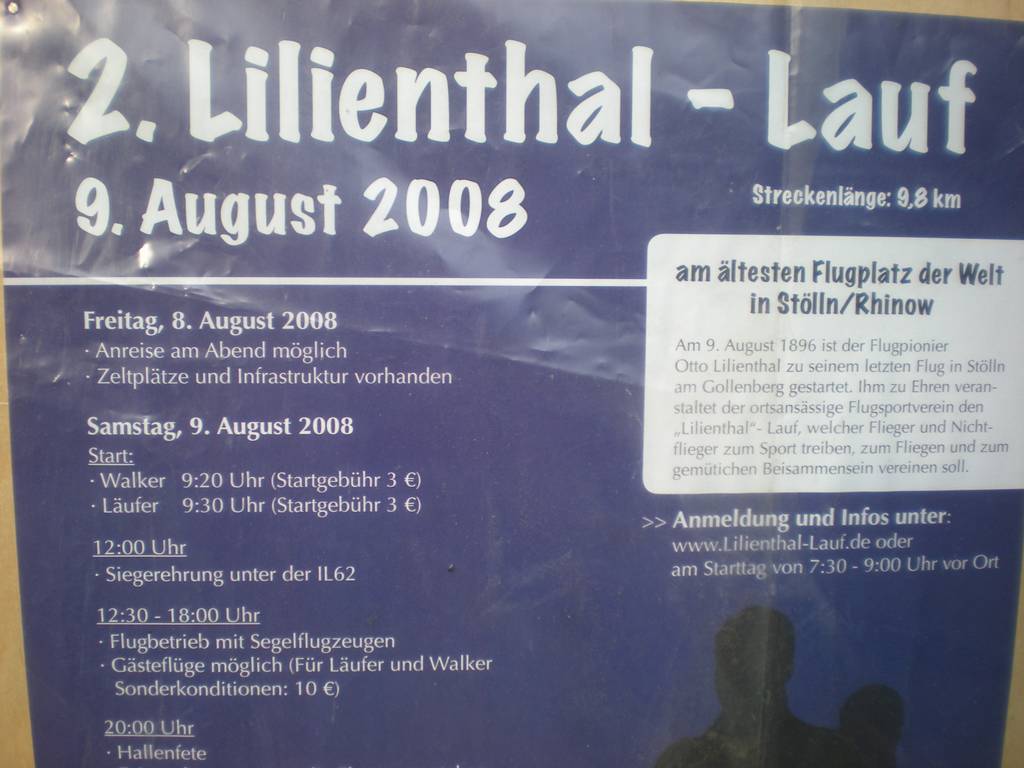 2. Lilienthal - Lauf
9. August 2008
Streckenlänge: 9,8 km
am ältesten Flugplatz der Welt
in Stölln/Rhinow
Am 9. August 1896 ist der Flugpionier
Otto Lilienthal zu seinem letzten Flug in Stölln
am Gollenberg gestartet. Ihm zu Ehren veran-
staltet der ortsansässige Flugsportverein den
„Lilienthal"- Lauf, welcher Flieger und Nicht-
flieger zum Sport treiben, zum Fliegen und zum
gemütichen Beisammensein vereinen soll.
>> Anmeldung und Infos unter:
www.Lilienthal-Lauf.de oder
am Starttag von 7:30 - 9:00 Uhr vor Ort
Freitag, 8. August 2008
· Anreise am Abend möglich
· Zeltplätze und Infrastruktur vorhanden
Samstag, 9. August 2008
Start:
· Walker 9:20 Uhr (Startgebühr 3 €)
· Läufer 9:30 Uhr (Startgebühr 3 €)
12:00 Uhr
· Siegerehrung unter der IL62
12:30 - 18:00 Uhr
· Flugbetrieb mit Segelflugzeugen
· Gästeflüge möglich (Für Läufer und Walker
Sonderkonditionen: 10 €)
20:00 Uhr
· Hallenfete